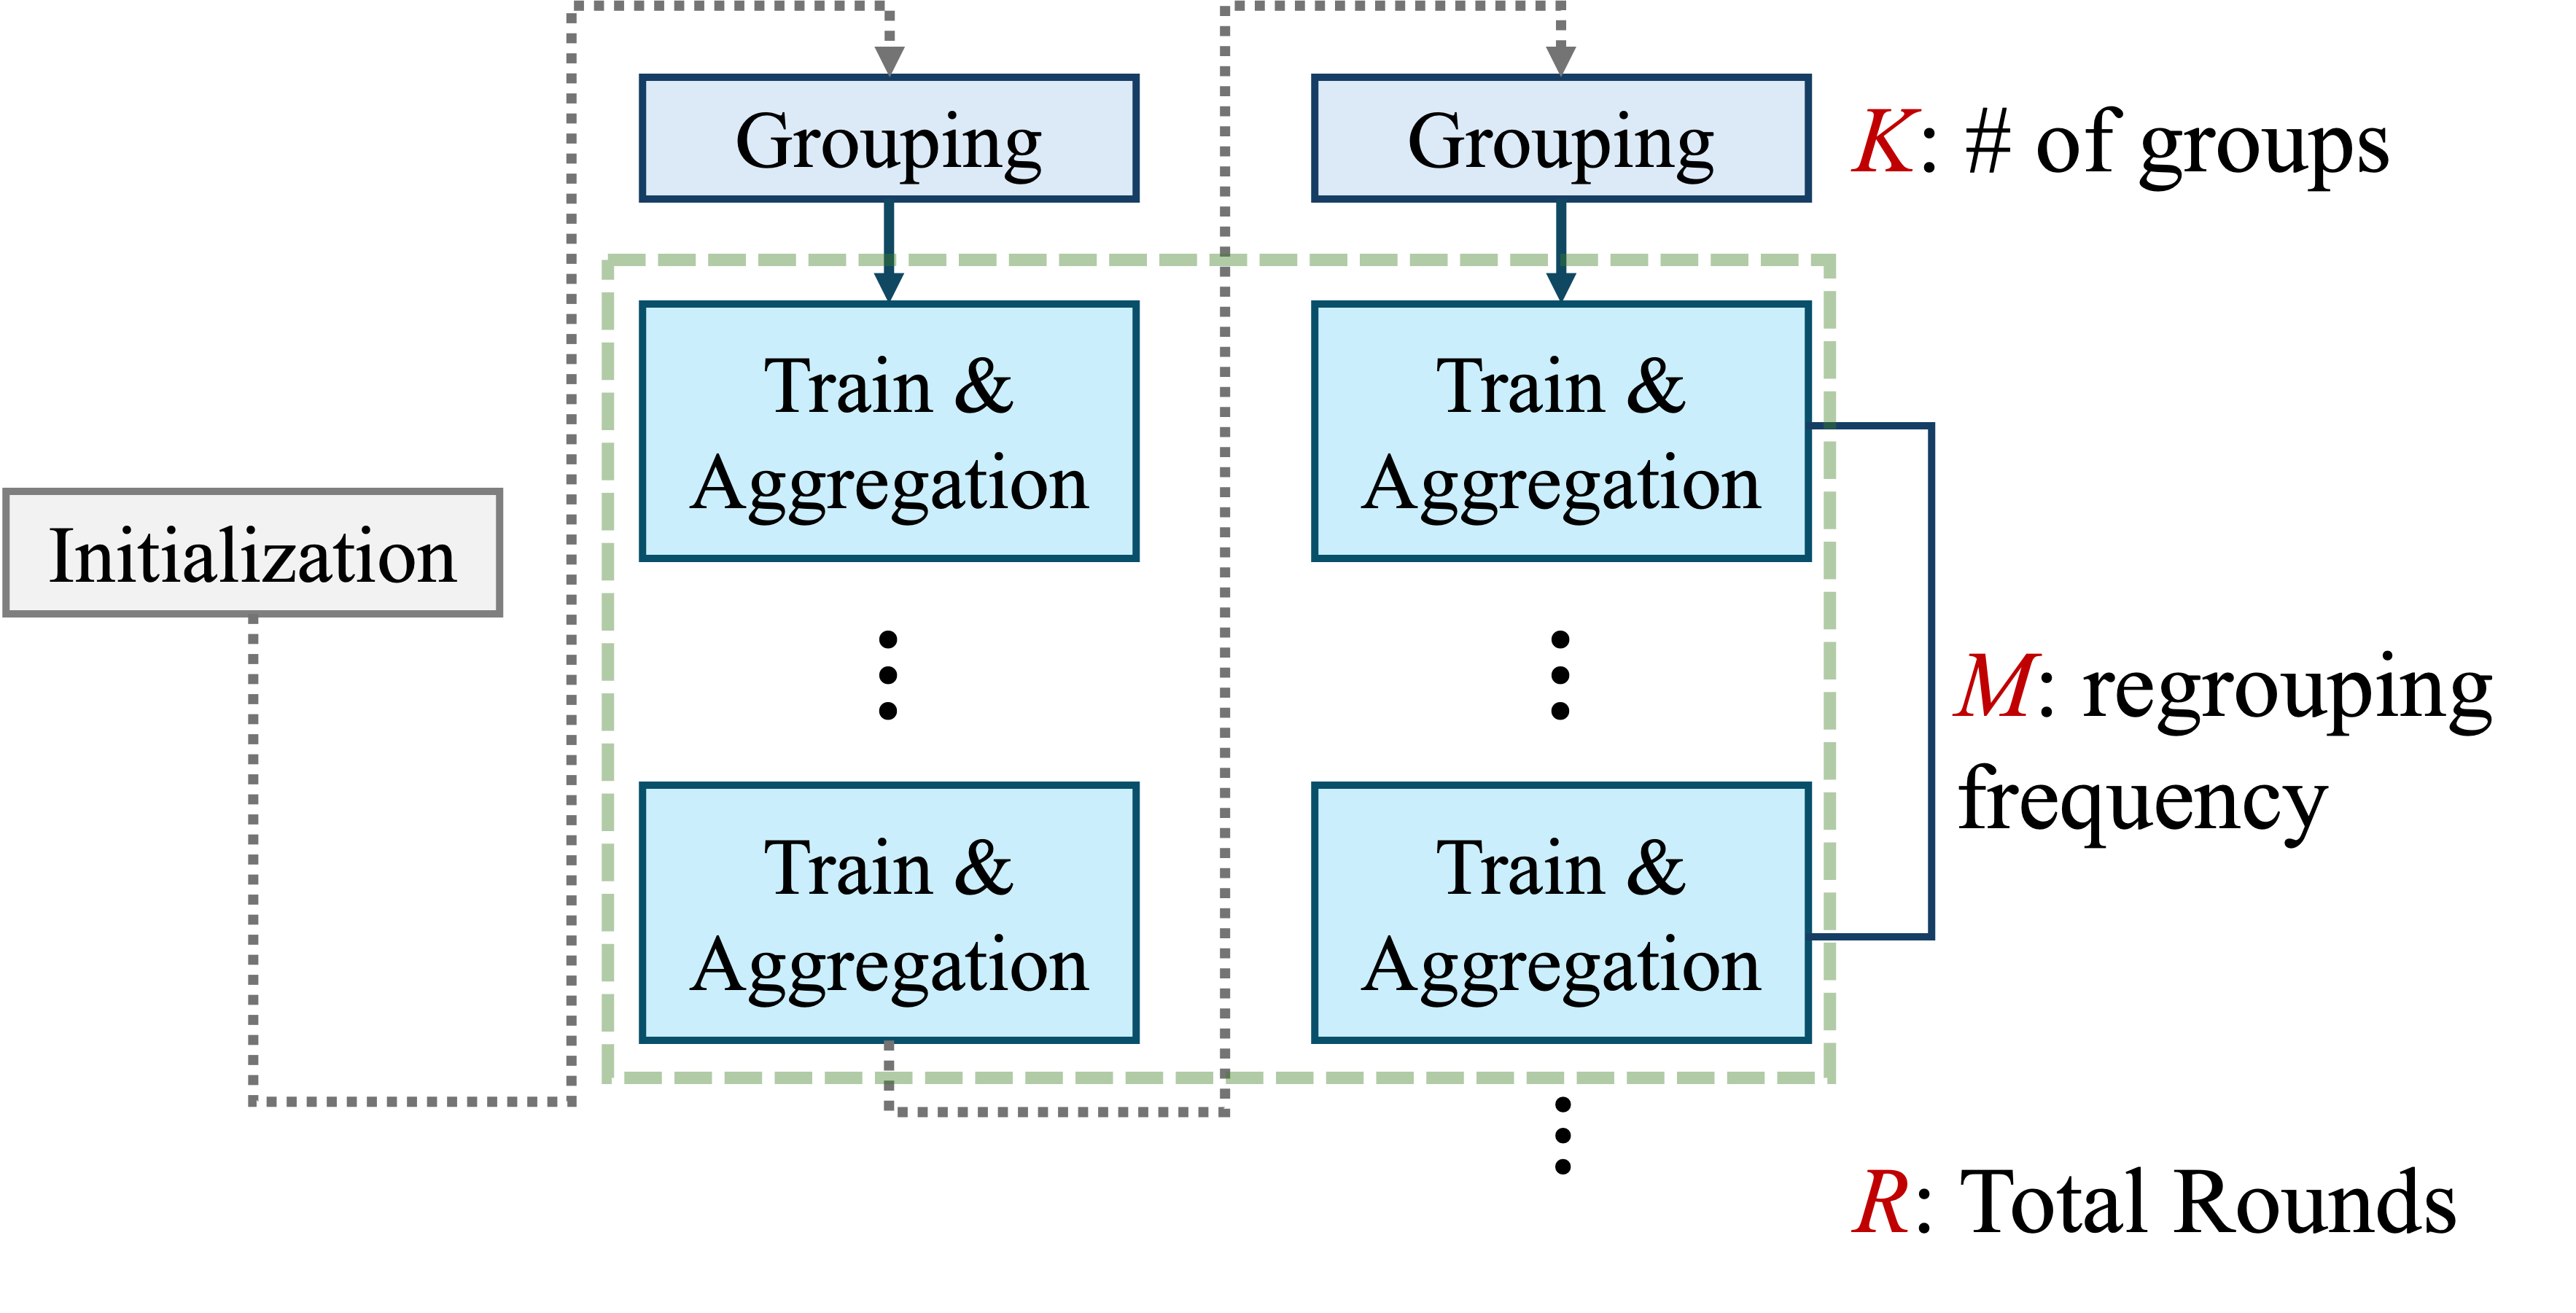 Initialization
Grouping
Train &
Aggregation
Train &
Aggregation
Grouping
Train &
Aggregation
Train &
Aggregation
K: # of groups
M: regrouping
frequency
R: Total Rounds